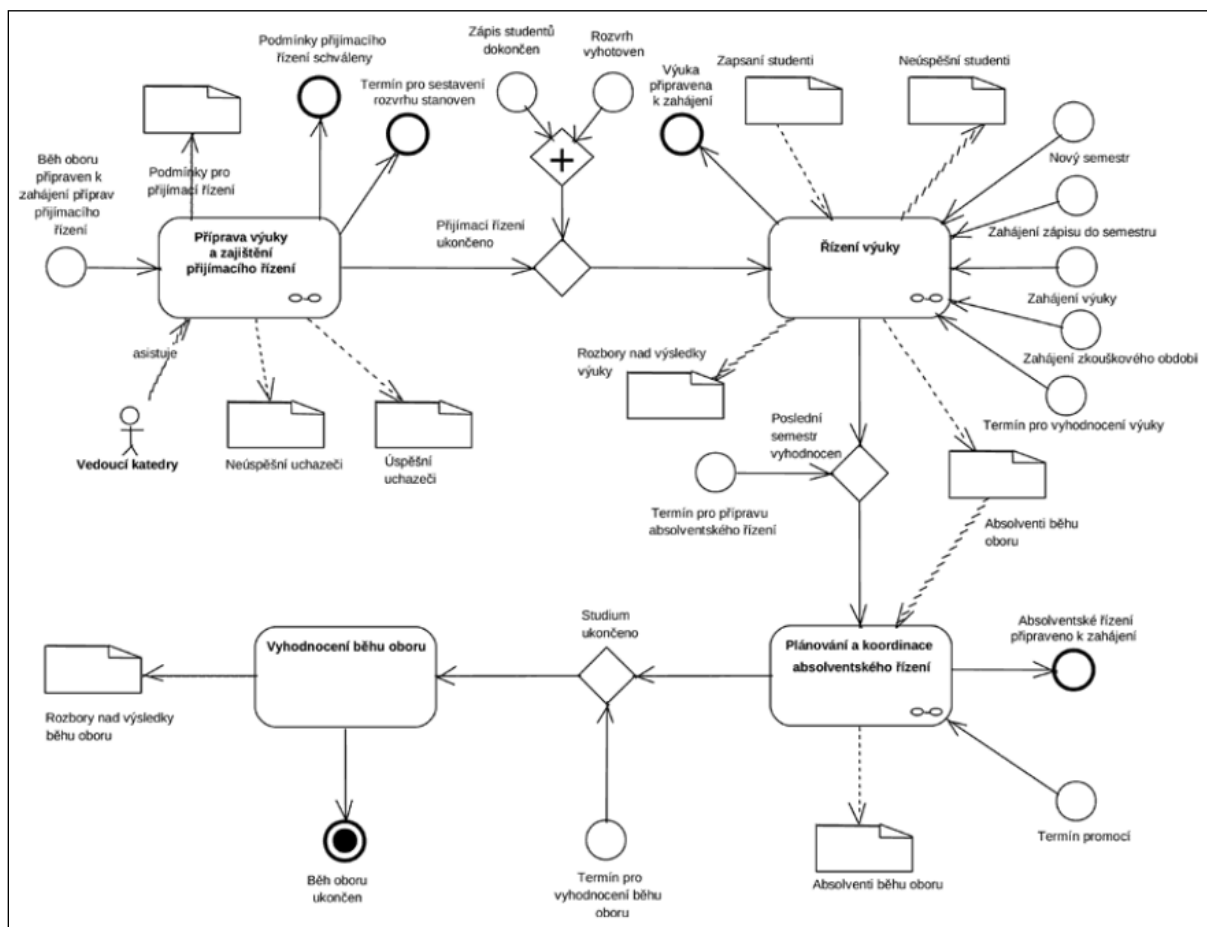 Podmínky přijímacího
řízení schváleny
Zápis studentů
dokončen
Rozvrh
vyhotoven
Termín pro sestavení
rozvrhu stanoven
Výuka
připravena
k zahájení
Zapsaní studenti
Neúspěšní studenti
Běh oboru
připraven k
zahájení příprav
přijímacího
řízení
Podmínky pro
přijímací řízení
Nový semestr
Příprava výuky
a zajištění
přijímacího řízení
Přijímací řízení
ukončeno
Řízení výuky
Zahájení zápisu do semestru
Zahájení výuky
asistuje
Rozbory nad výsledky
výuky
Zahájení zkouškového období
Vedoucí katedry
Neúspěšní uchazeči
Úspěšní
uchazeči
Poslední
semestr
vyhodnocen
Termín pro vyhodnocení výuky
Termín pro přípravu
absolventského řízení
Absolventi běhu
oboru
Studium
ukončeno
Vyhodnocení běhu oboru
Plánování a koordinace
absolventského řízení
Absolventské řízení
připraveno k zahájení
Rozbory nad výsledky
běhu oboru
Termín promocí
Běh oboru
ukončen
Termín pro
vyhodnocení běhu
oboru
Absolventi běhu oboru